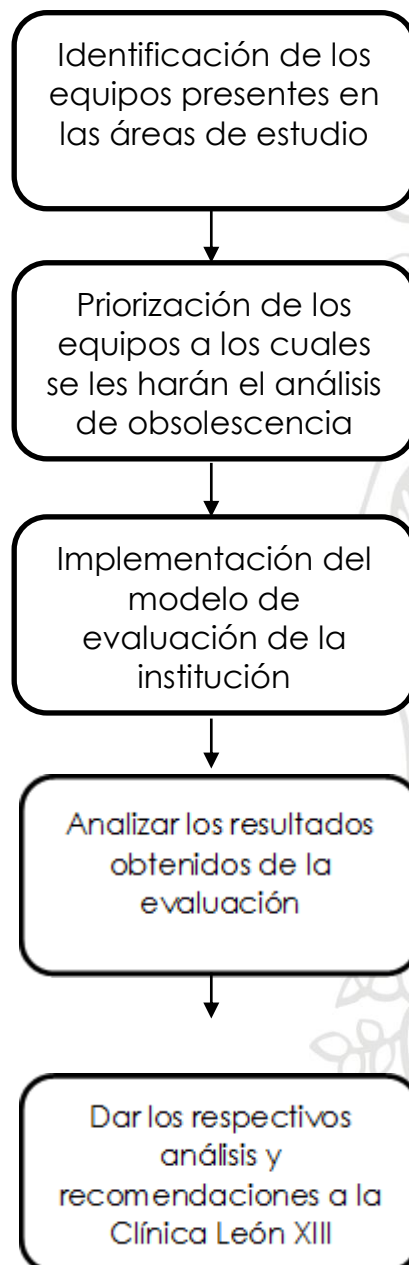 Identificación de los
equipos presentes en
las áreas de estudio
Priorización de los
equipos a los cuales
se les harán el análisis
de obsolescencia
Implementación del
modelo de
evaluación de la
institución
Analizar los resultados
obtenidos de la
evaluación
Dar los respectivos
análisis y
recomendaciones a la
Clínica León XIII